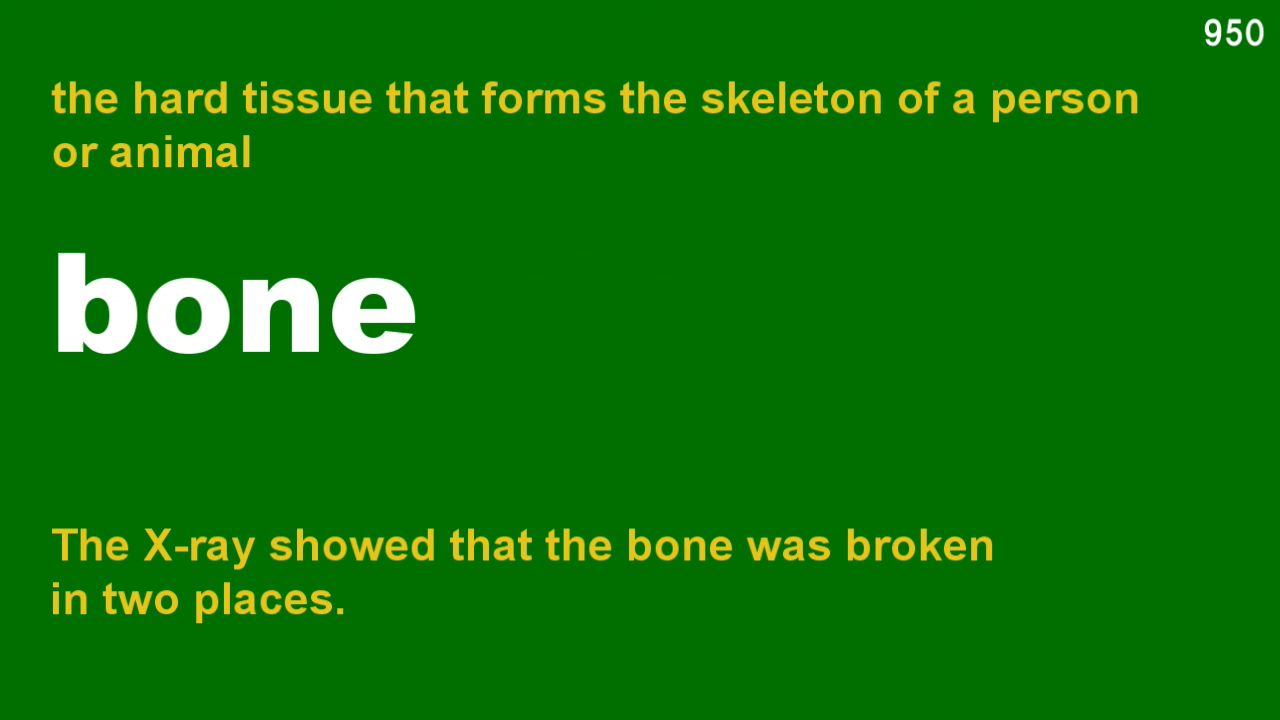 950
the hard tissue that forms the skeleton of a person
or animal
bone
The X-ray showed that the bone was broken
in two places.